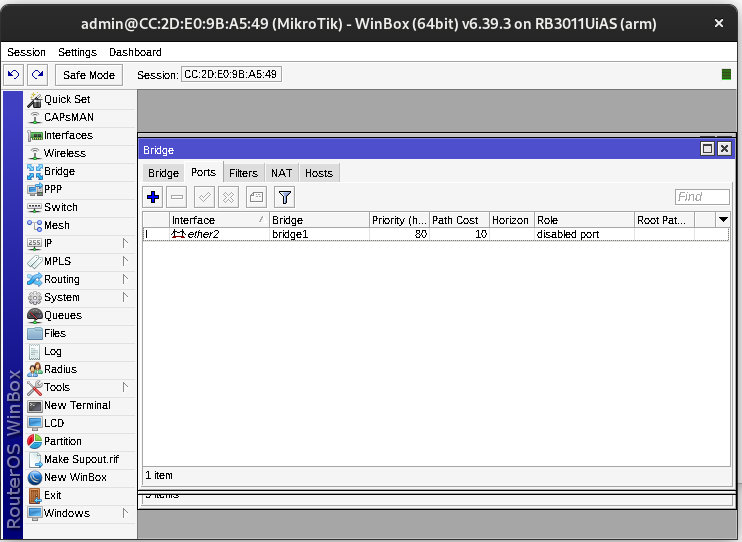 admin@CC:2D:E0:9B:A5:49 (MikroTik) - WinBox (64bit) v6.39.3 on RB3011UiAS (arm)
Session Settings Dashboard
Safe Mode Session: CC:2D:E0:9B:A5:49
RouterOS WinBox
Quick Set
CAPsMAN
Interfaces
Wireless
Bridge
PPP
Switch
Mesh
IP
MPLS
Routing
System
Queues
Files
Log
Radius
Tools
New Terminal
LCD
Partition
Make Supout.rif
New WinBox
Exit
Windows
Bridge
Bridge Ports Filters NAT Hosts
Find
Interface Bridge Priority (h... Path Cost Horizon Role Root Pat...
I ether2 bridge1 80 10 disabled port
1 item
items